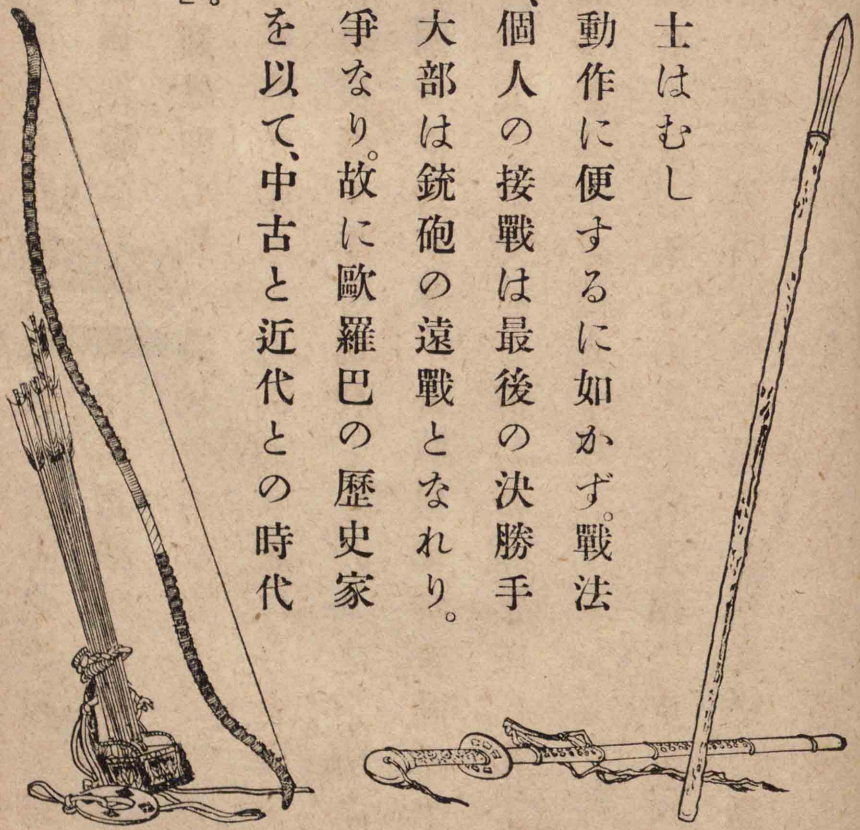 士はむし
動作に便するに如かず。戰法
、個人の接戰は最後の決勝手
大部は銃砲の遠戰となれり。
爭なり。故に歐羅巴の歷史家
を以て、中古と近代との時代
。